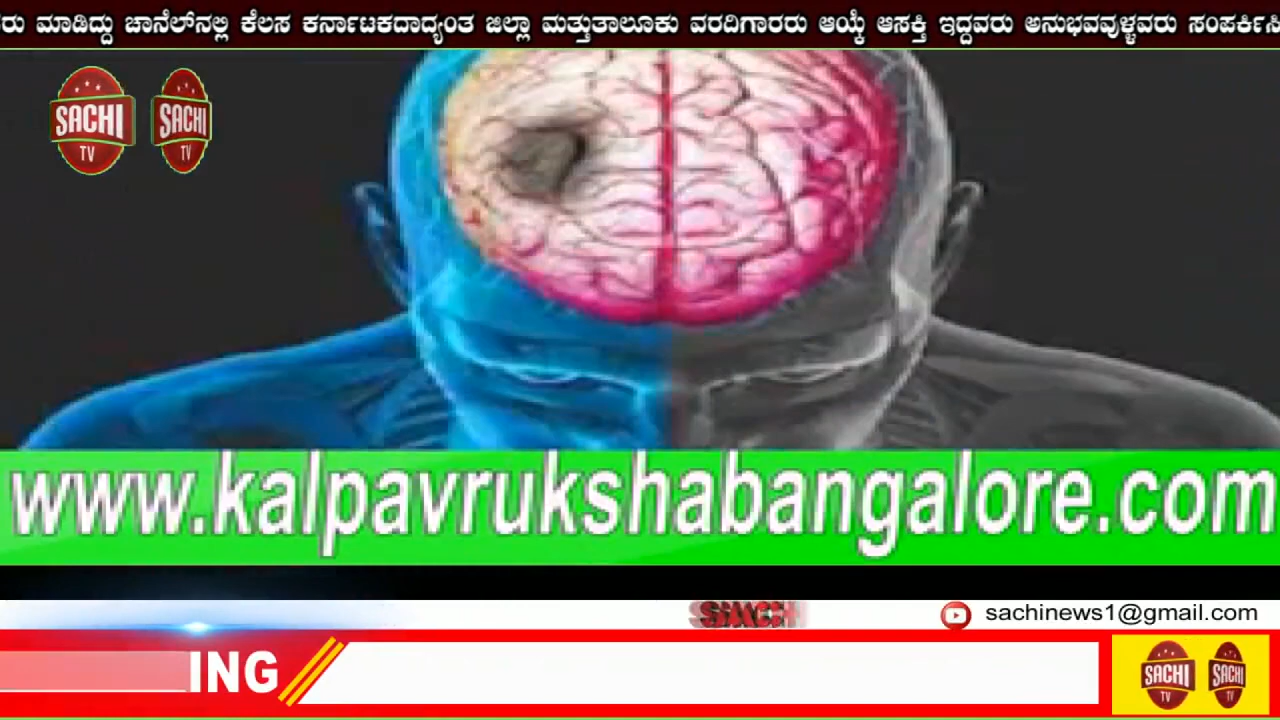 ರು ಮಾಡಿದ್ದು ಚಾನೆಲ್‌ನಲ್ಲಿ ಕೆಲಸ ಕರ್ನಾಟಕದಾದ್ಯಂತ ಜಿಲ್ಲಾ ಮತ್ತುತಾಲೂಕು ವರದಿಗಾರರು ಆಯ್ಕೆ ಆಸಕ್ತಿ ಇದ್ದವರು ಅನುಭವವುಳ್ಳವರು ಸಂಪರ್ಕಿಸಿ
SACHI TV SACHI TV
www.kalpavrukshabangalore.com
SACHI
sachinews1@gmail.com
ING
SACHI TV SACHI TV